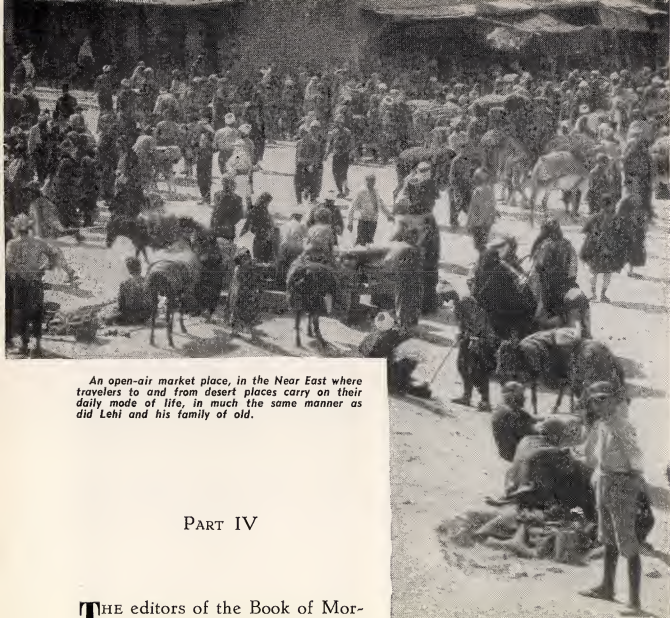 An open-air market place, in the Near East where
travelers to and from desert places carry on their
daily mode of life, in much the same manner as
did Lehi and his family of old.
PART IV
THE editors of the Book of Mor-